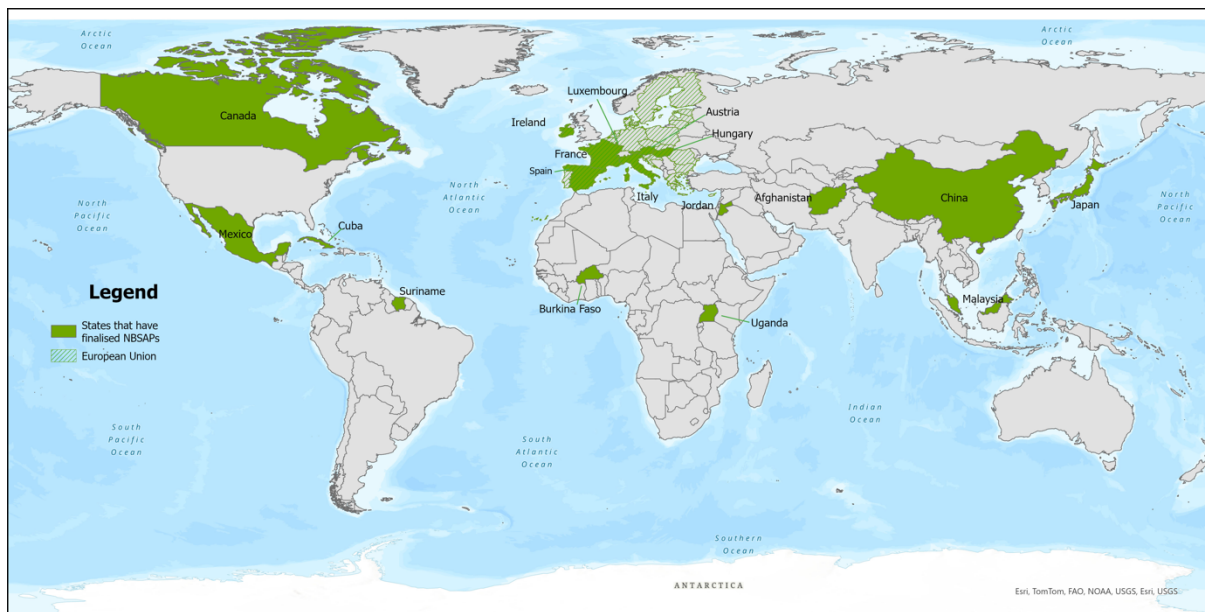 Arctic
Ocean
Arctic
Ocean
Luxembourg
Canada
Ireland
Austria
Hungary
France
Spain
North
Pacific
Ocean
North
Atlantic
Ocean
Italy
Jordan
Afghanistan
China
Japan
North
Pacific
Ocean
Mexico
Cuba
Legend
States that have
finalised NBSAPs
European Union
Suriname
Burkina Faso
Uganda
Malaysia
South
Pacific
Ocean
South
Atlantic
Ocean
Indian
Ocean
Southern
Ocean
ANTARCTICA
Esri, TomTom, FAO, NOAA, USGS, Esri, USGS